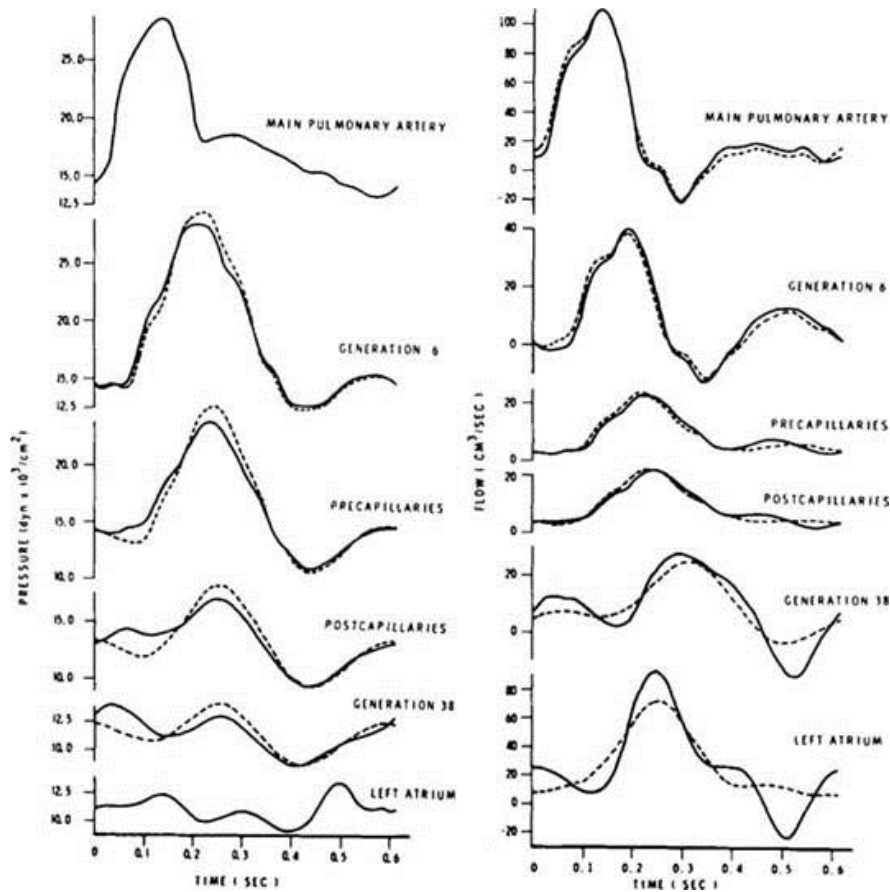 PRESSURE (dyn x 10³/cm²)
25.0
20.0
MAIN PULMONARY ARTERY
15.0
12.5
25.0
20.0
GENERATION 6
15.0
12.5
20.0
PRECAPILLARIES
15.0
10.0
15.0
POSTCAPILLARIES
10.0
GENERATION 38
12.5
10.0
LEFT ATRIUM
12.5
10.0
0 0.1 0.2 0.3 0.4 0.5 0.6
TIME (SEC)
FLOW (CM³/SEC)
100
80
60
40
MAIN PULMONARY ARTERY
20
0
-20
40
GENERATION 6
20
0
PRECAPILLARIES
20
0
POSTCAPILLARIES
20
0
20
GENERATION 38
0
80
60
LEFT ATRIUM
40
20
0
-20
0 0.1 0.2 0.3 0.4 0.5 0.6
TIME (SEC)